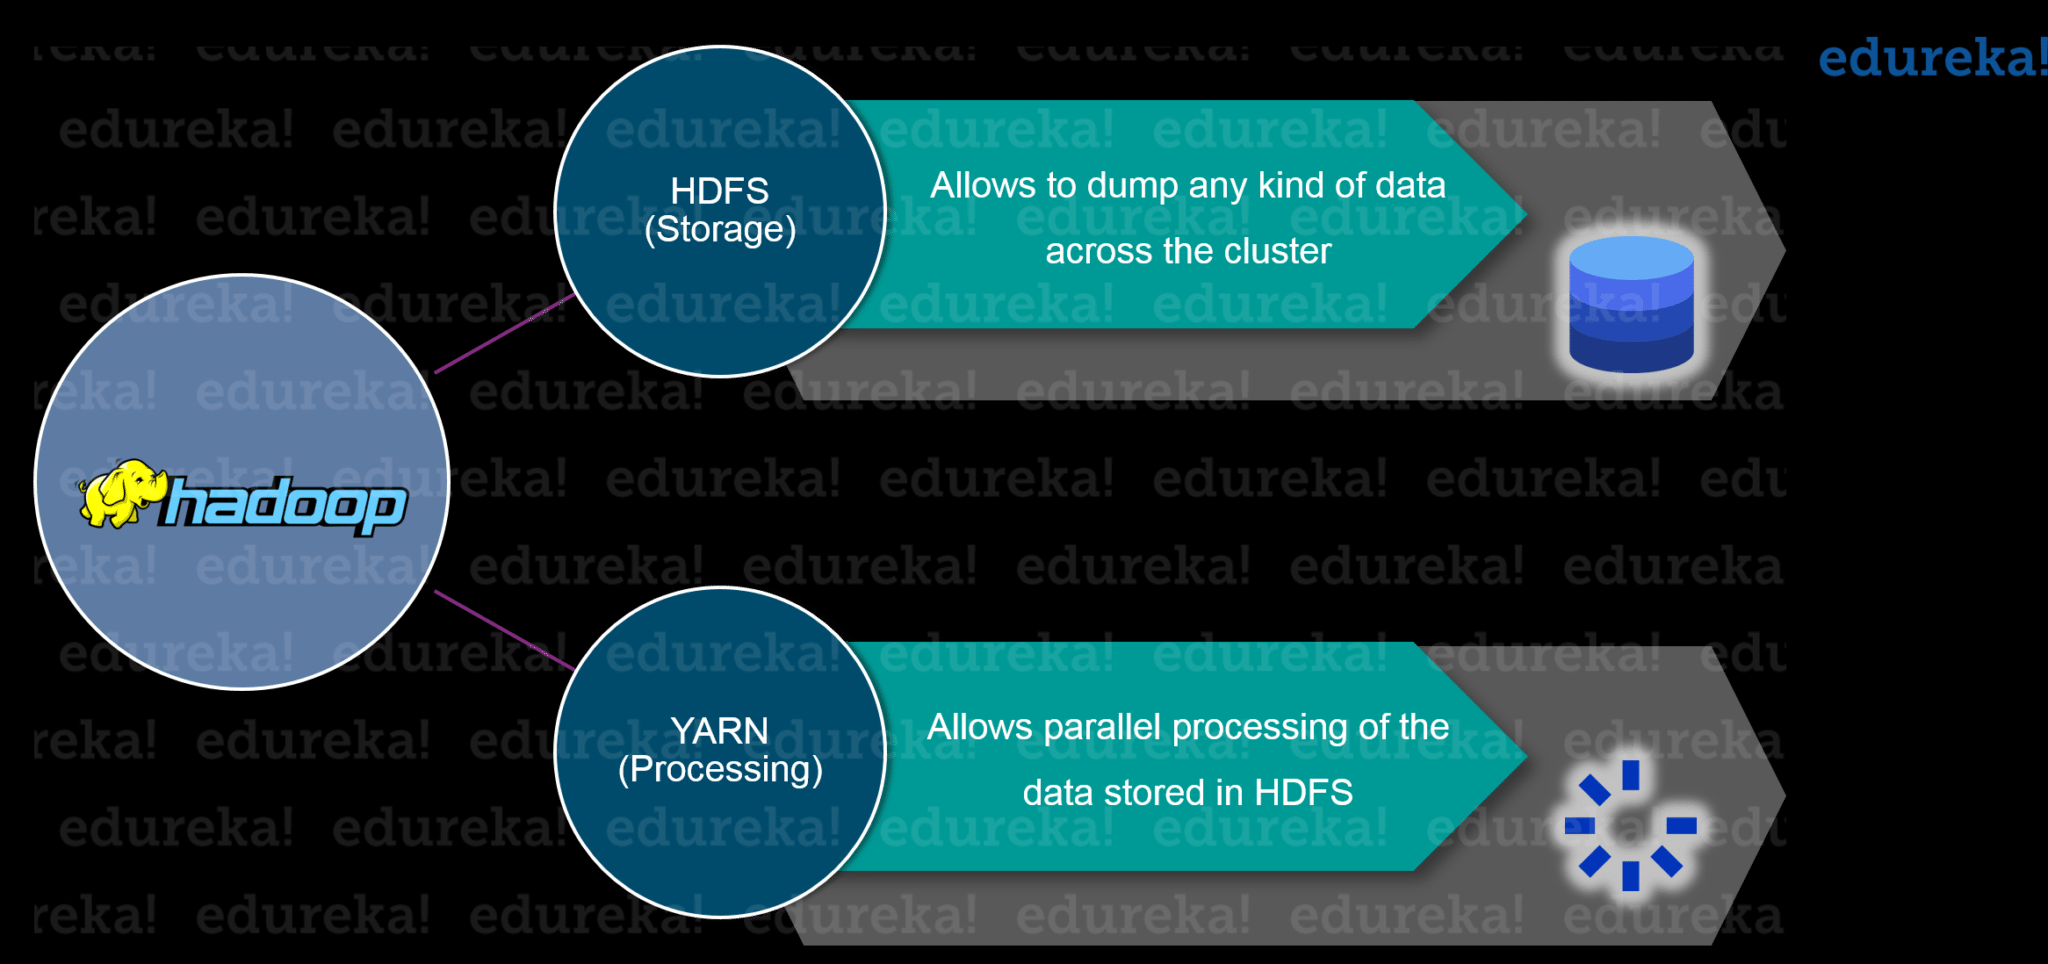 edureka!
HDFS
(Storage)
Allows to dump any kind of data
across the cluster
hadoop
YARN
(Processing)
Allows parallel processing of the
data stored in HDFS